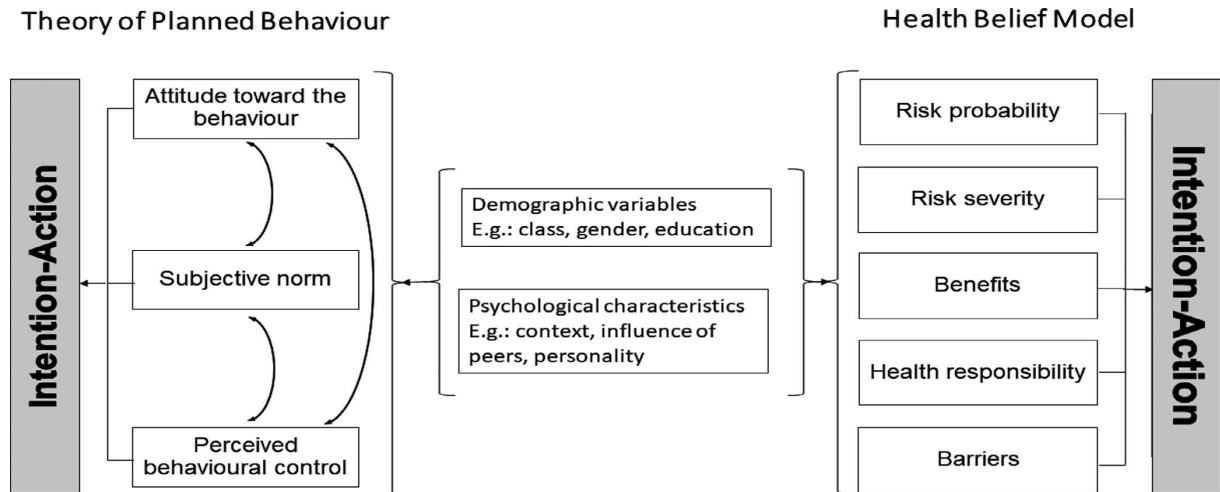 Theory of Planned Behaviour
Health Belief Model
Intention-Action
Attitude toward the
behaviour
Subjective norm
Perceived
behavioural control
Demographic variables
E.g.: class, gender, education
Psychological characteristics
E.g.: context, influence of
peers, personality
Risk probability
Risk severity
Benefits
Health responsibility
Barriers
Intention-Action